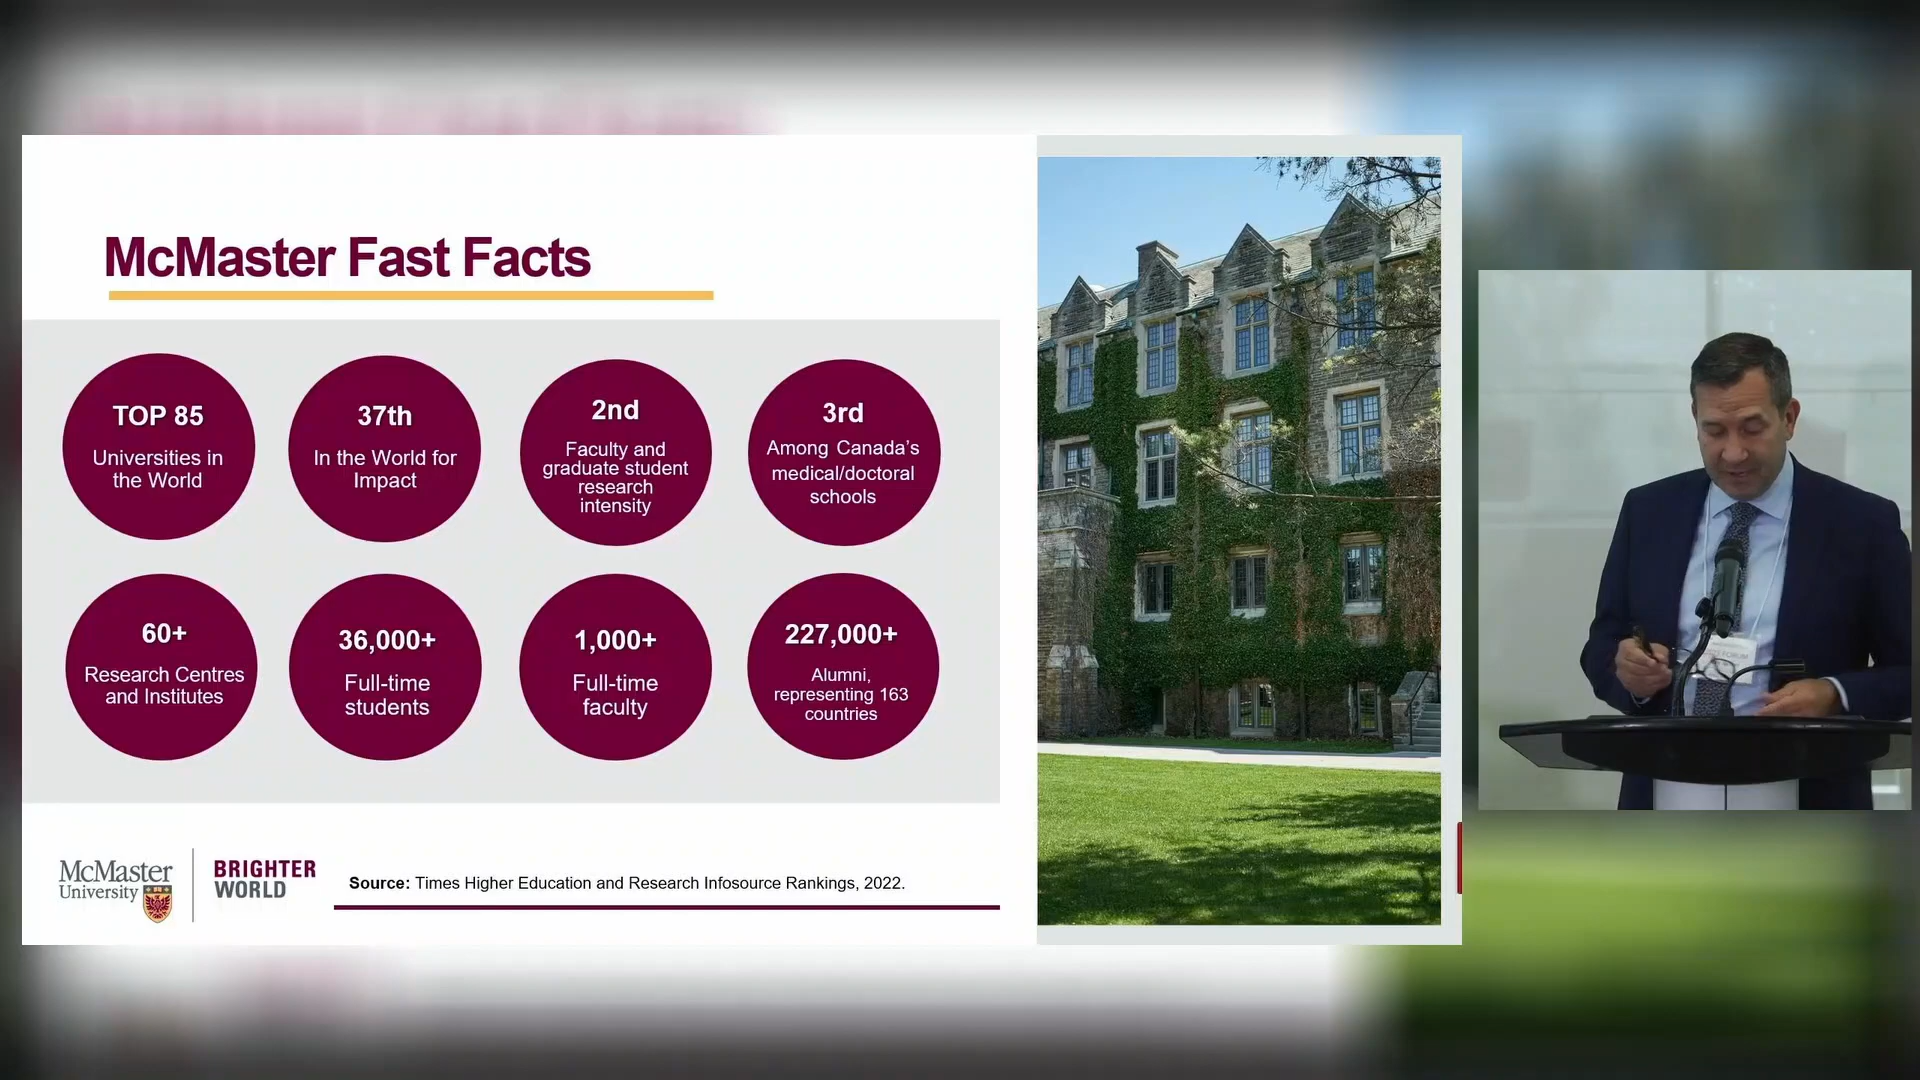 McMaster Fast Facts
TOP 85
Universities in
the World
37th
In the World for
Impact
2nd
Faculty and
graduate student
research
intensity
3rd
Among Canada’s
medical/doctoral
schools
60+
Research Centres
and Institutes
36,000+
Full-time
students
1,000+
Full-time
faculty
227,000+
Alumni,
representing 163
countries
McMaster
University
BRIGHTER
WORLD
Source: Times Higher Education and Research Infosource Rankings, 2022.
FORUM